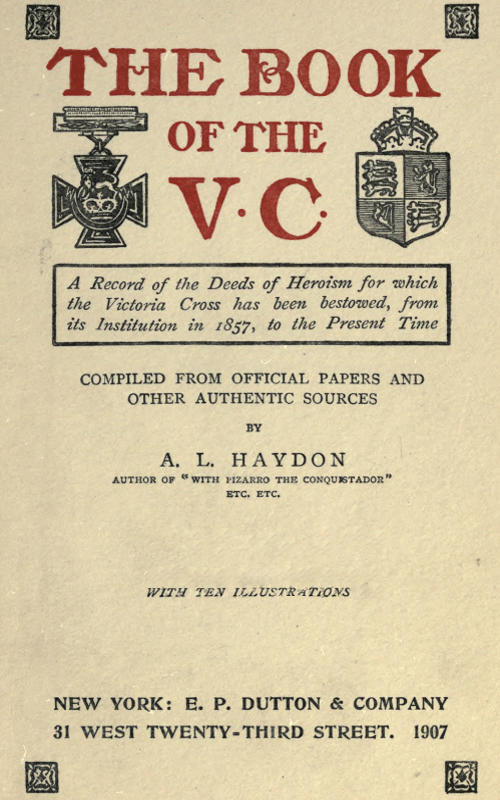 THE BOOK
OF THE
V.C.
A Record of the Deeds of Heroism for which
the Victoria Cross has been bestowed, from
its Institution in 1857, to the Present Time
COMPILED FROM OFFICIAL PAPERS AND
OTHER AUTHENTIC SOURCES
BY
A. L. HAYDON
AUTHOR OF "WITH PIZARRO THE CONQUISTADOR"
ETC. ETC.
WITH TEN ILLUSTRATIONS
NEW YORK: E. P. DUTTON & COMPANY
31 WEST TWENTY-THIRD STREET. 1907